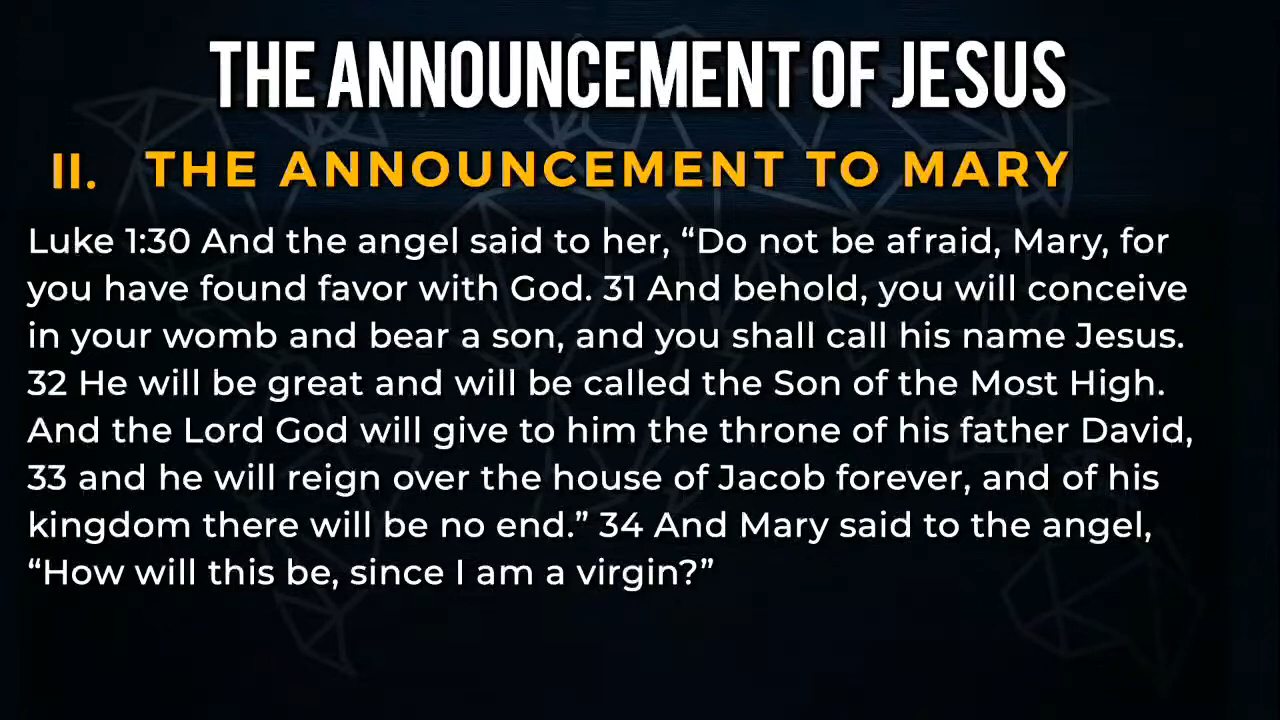 THE ANNOUNCEMENT OF JESUS
II. THE ANNOUNCEMENT TO MARY
Luke 1:30 And the angel said to her, “Do not be afraid, Mary, for
you have found favor with God. 31 And behold, you will conceive
in your womb and bear a son, and you shall call his name Jesus.
32 He will be great and will be called the Son of the Most High.
And the Lord God will give to him the throne of his father David,
33 and he will reign over the house of Jacob forever, and of his
kingdom there will be no end.” 34 And Mary said to the angel,
“How will this be, since I am a virgin?”